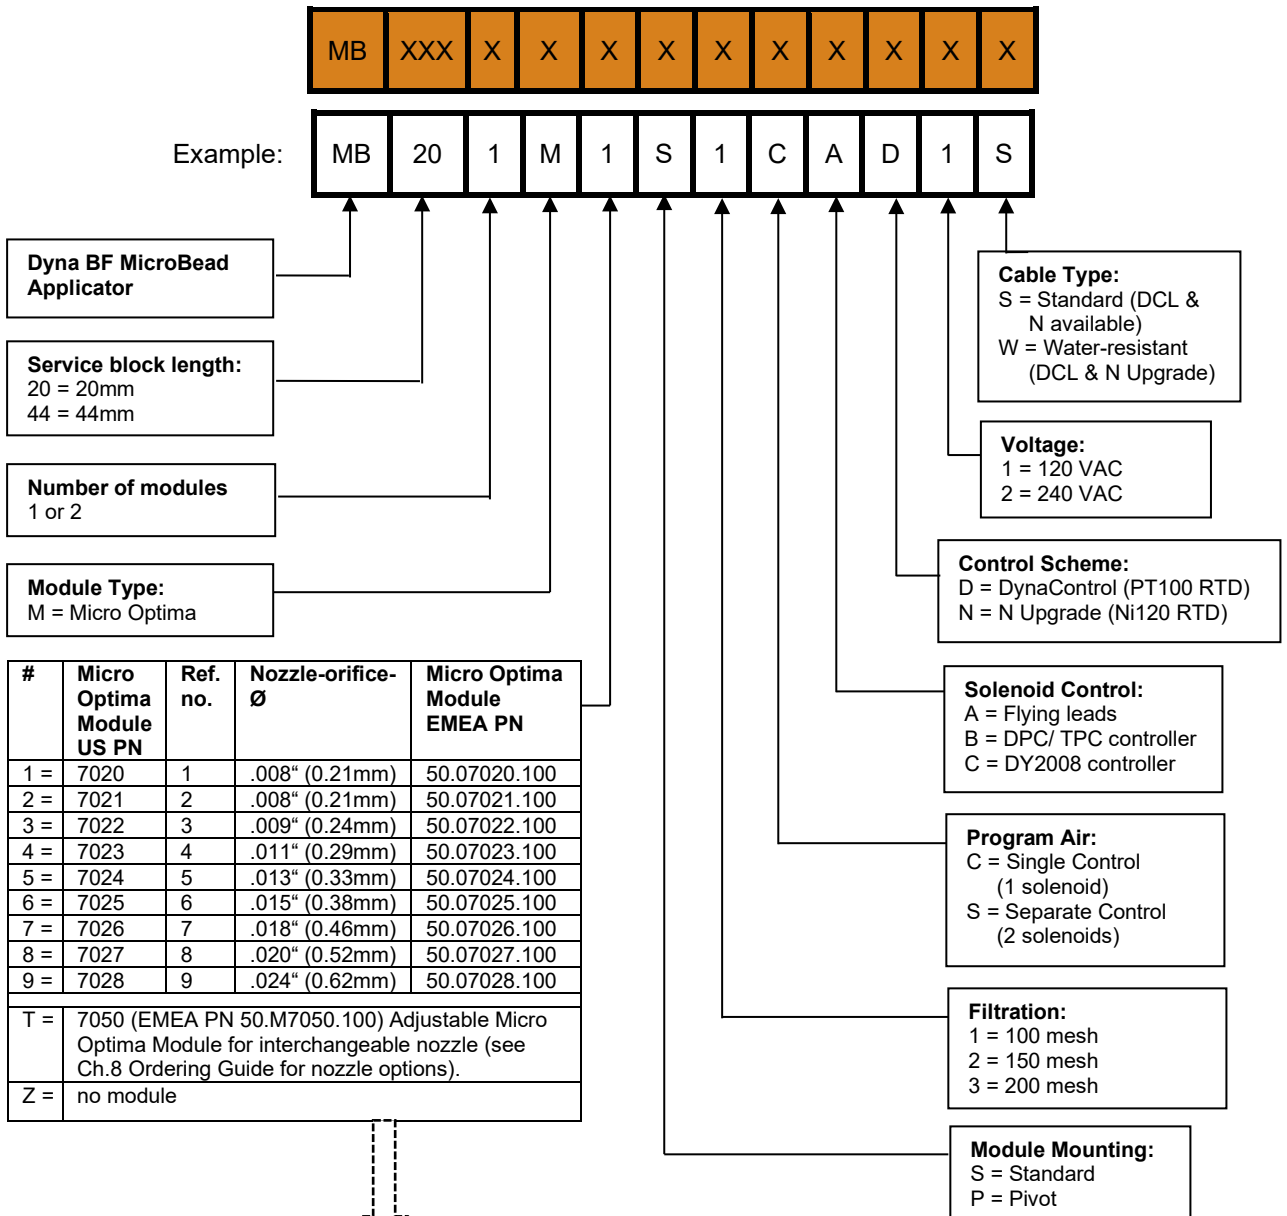 MB XXX X X X X X X X X X X
Example: MB 20 1 M 1 S 1 C A D 1 S
Dyna BF MicroBead
Applicator
Service block length:
20 = 20mm
44 = 44mm
Number of modules
1 or 2
Module Type:
M = Micro Optima
# Micro Optima Module US PN Ref. no. Nozzle-orifice-Ø Micro Optima Module EMEA PN
1 = 7020 1 .008“ (0.21mm) 50.07020.100
2 = 7021 2 .008“ (0.21mm) 50.07021.100
3 = 7022 3 .009“ (0.24mm) 50.07022.100
4 = 7023 4 .011“ (0.29mm) 50.07023.100
5 = 7024 5 .013“ (0.33mm) 50.07024.100
6 = 7025 6 .015“ (0.38mm) 50.07025.100
7 = 7026 7 .018“ (0.46mm) 50.07026.100
8 = 7027 8 .020“ (0.52mm) 50.07027.100
9 = 7028 9 .024“ (0.62mm) 50.07028.100
T = 7050 (EMEA PN 50.M7050.100) Adjustable Micro
Optima Module for interchangeable nozzle (see
Ch.8 Ordering Guide for nozzle options).
Z = no module
Cable Type:
S = Standard (DCL &
N available)
W = Water-resistant
(DCL & N Upgrade)
Voltage:
1 = 120 VAC
2 = 240 VAC
Control Scheme:
D = DynaControl (PT100 RTD)
N = N Upgrade (Ni120 RTD)
Solenoid Control:
A = Flying leads
B = DPC/ TPC controller
C = DY2008 controller
Program Air:
C = Single Control
(1 solenoid)
S = Separate Control
(2 solenoids)
Filtration:
1 = 100 mesh
2 = 150 mesh
3 = 200 mesh
Module Mounting:
S = Standard
P = Pivot